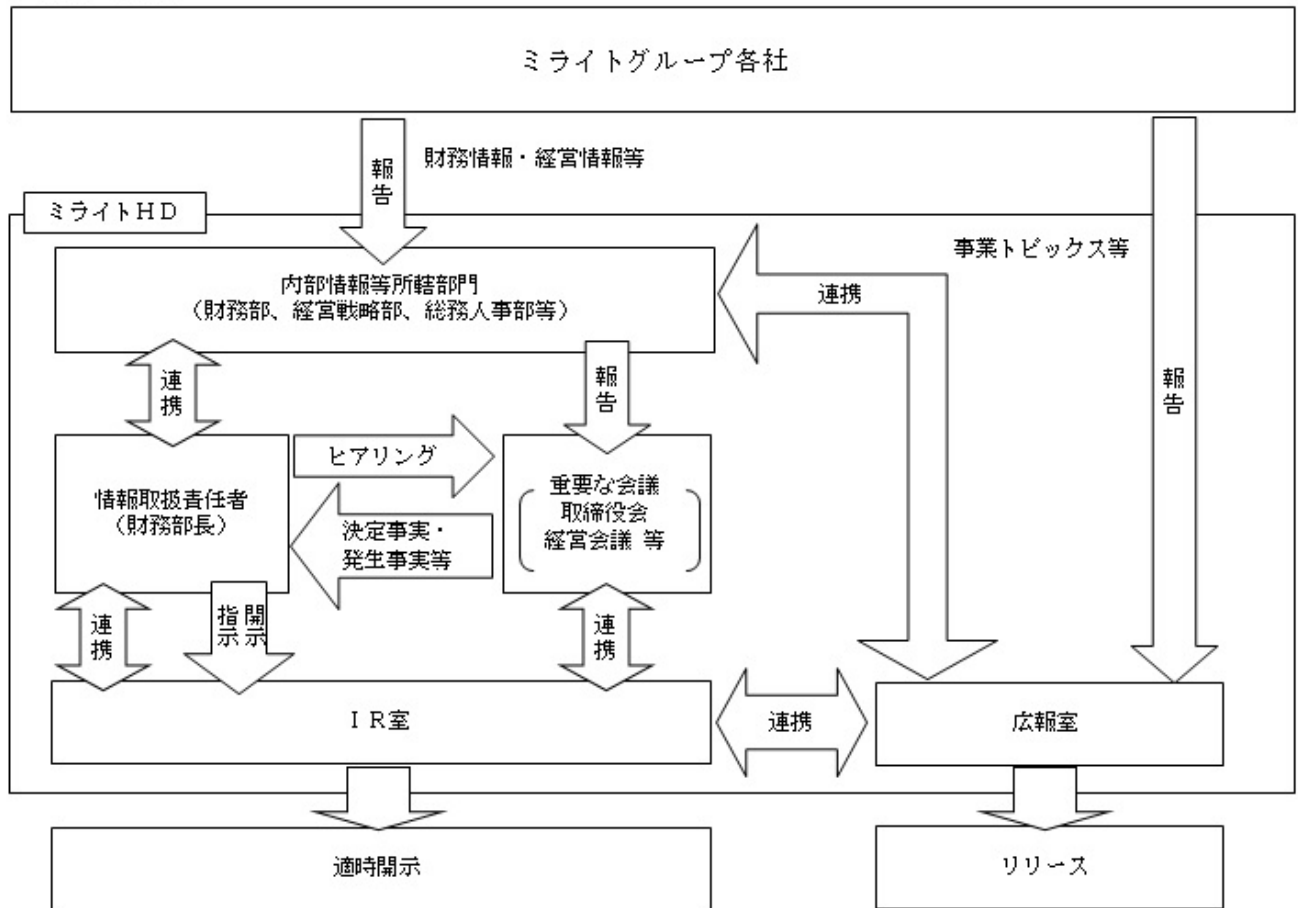 ミライトグループ各社
報告
財務情報・経営情報等
ミライトＨＤ
事業トピックス等
内部情報等所轄部門
（財務部、経営戦略部、総務人事部等）
連携
連携
報告
報告
ヒアリング
情報取扱責任者
（財務部長）
重要な会議
取締役会
経営会議 等
決定事実・
発生事実等
連携
開示
指示
連携
ＩＲ室
連携
広報室
適時開示
リリース